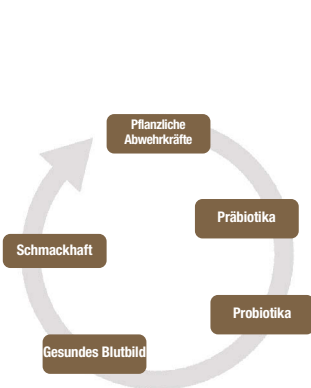 Pflanzliche
Abwehrkräfte
Präbiotika
Probiotika
Gesundes Blutbild
Schmackhaft